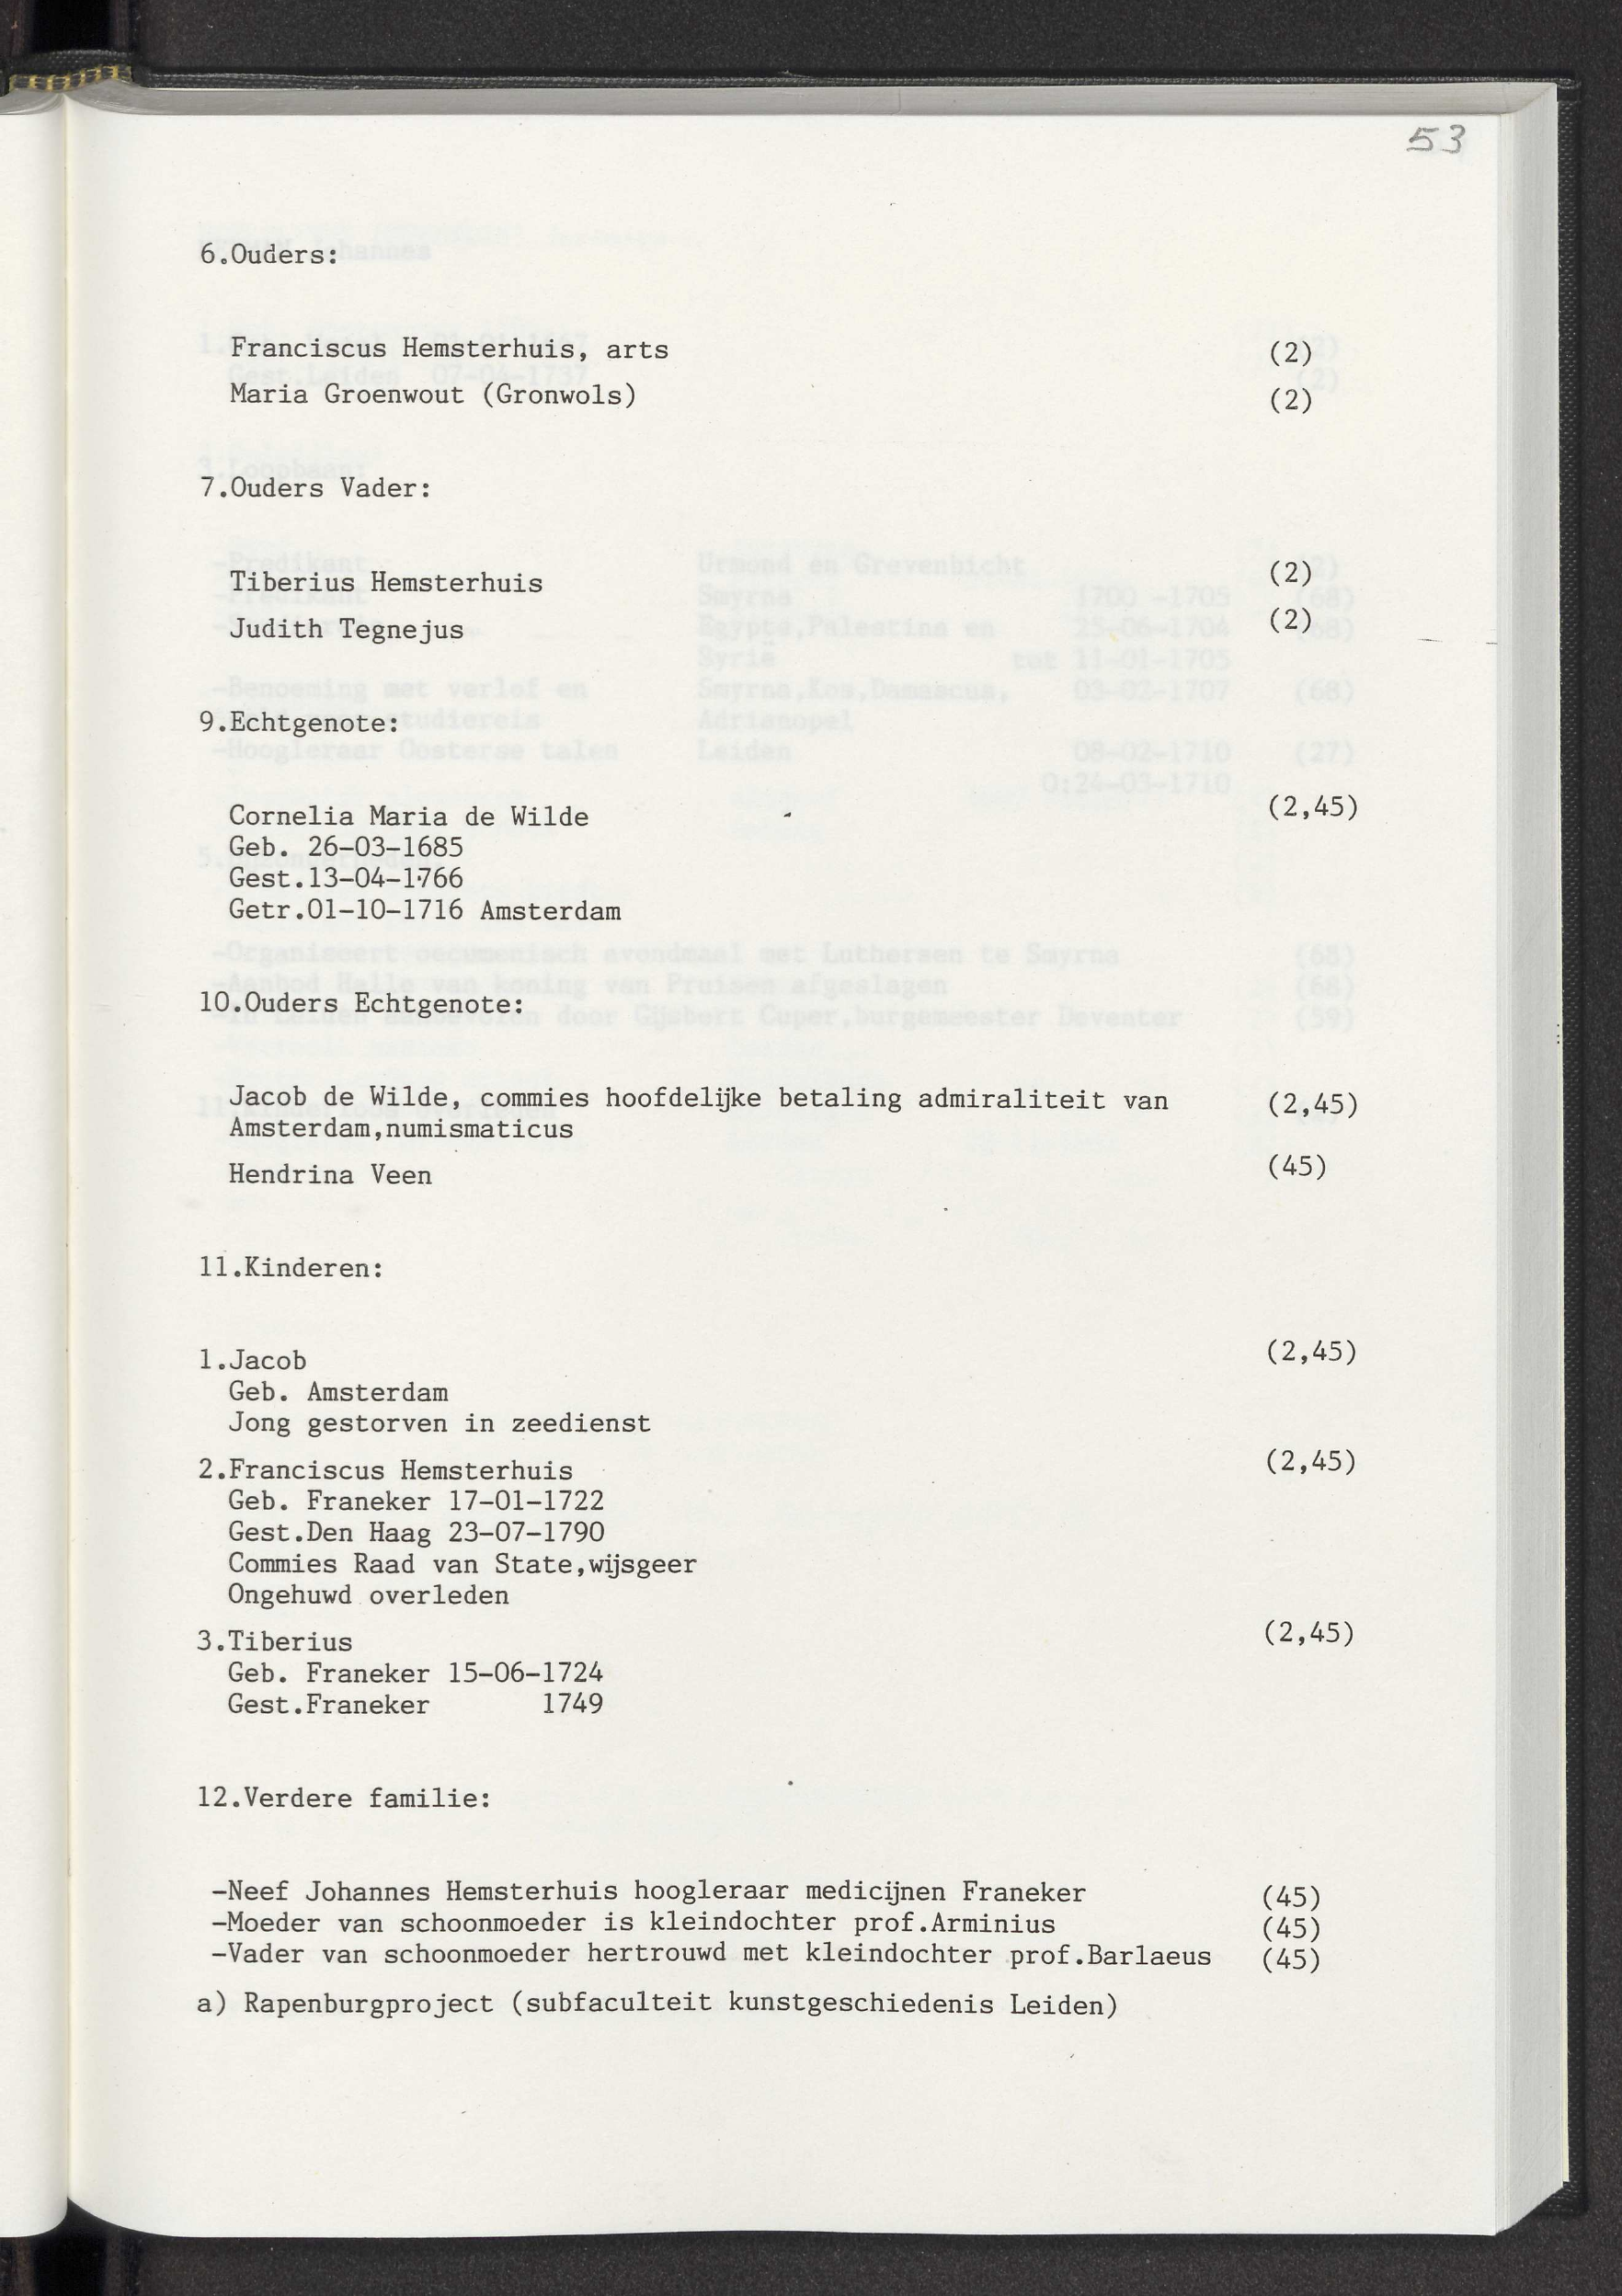 53
6.Ouders:
Franciscus Hemsterhuis, arts (2)
Maria Groenwout (Gronwols) (2)
7.Ouders Vader:
Tiberius Hemsterhuis (2)
Judith Tegnejus (2)
9.Echtgenote:
Cornelia Maria de Wilde (2,45)
Geb. 26-03-1685
Gest.13-04-1766
Getr.01-10-1716 Amsterdam
10.Ouders Echtgenote:
Jacob de Wilde, commies hoofdelijke betaling admiraliteit van (2,45)
Amsterdam,numismaticus
Hendrina Veen (45)
11.Kinderen:
1.Jacob (2,45)
Geb. Amsterdam
Jong gestorven in zeedienst
2.Franciscus Hemsterhuis (2,45)
Geb. Franeker 17-01-1722
Gest.Den Haag 23-07-1790
Commies Raad van State,wijsgeer
Ongehuwd overleden
3.Tiberius (2,45)
Geb. Franeker 15-06-1724
Gest.Franeker 1749
12.Verdere familie:
-Neef Johannes Hemsterhuis hoogleraar medicijnen Franeker (45)
-Moeder van schoonmoeder is kleindochter prof.Arminius (45)
-Vader van schoonmoeder hertrouwd met kleindochter prof.Barlaeus (45)
a) Rapenburgproject (subfaculteit kunstgeschiedenis Leiden)